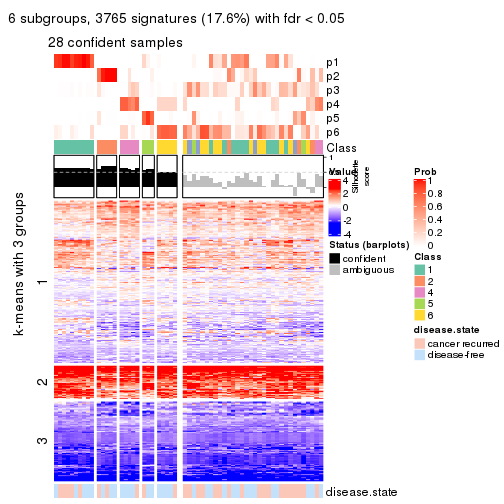 6 subgroups, 3765 signatures (17.6%) with fdr < 0.05
28 confident samples
p1
p2
p3
p4
p5
p6
Class
1
Silhouette
score
k-means with 3 groups
1
2
3
disease.state
Value
4
2
0
-2
-4
Status (barplots)
confident
ambiguous
Prob
1
0.8
0.6
0.4
0.2
0
Class
1
2
4
5
6
disease.state
cancer recurred
disease-free